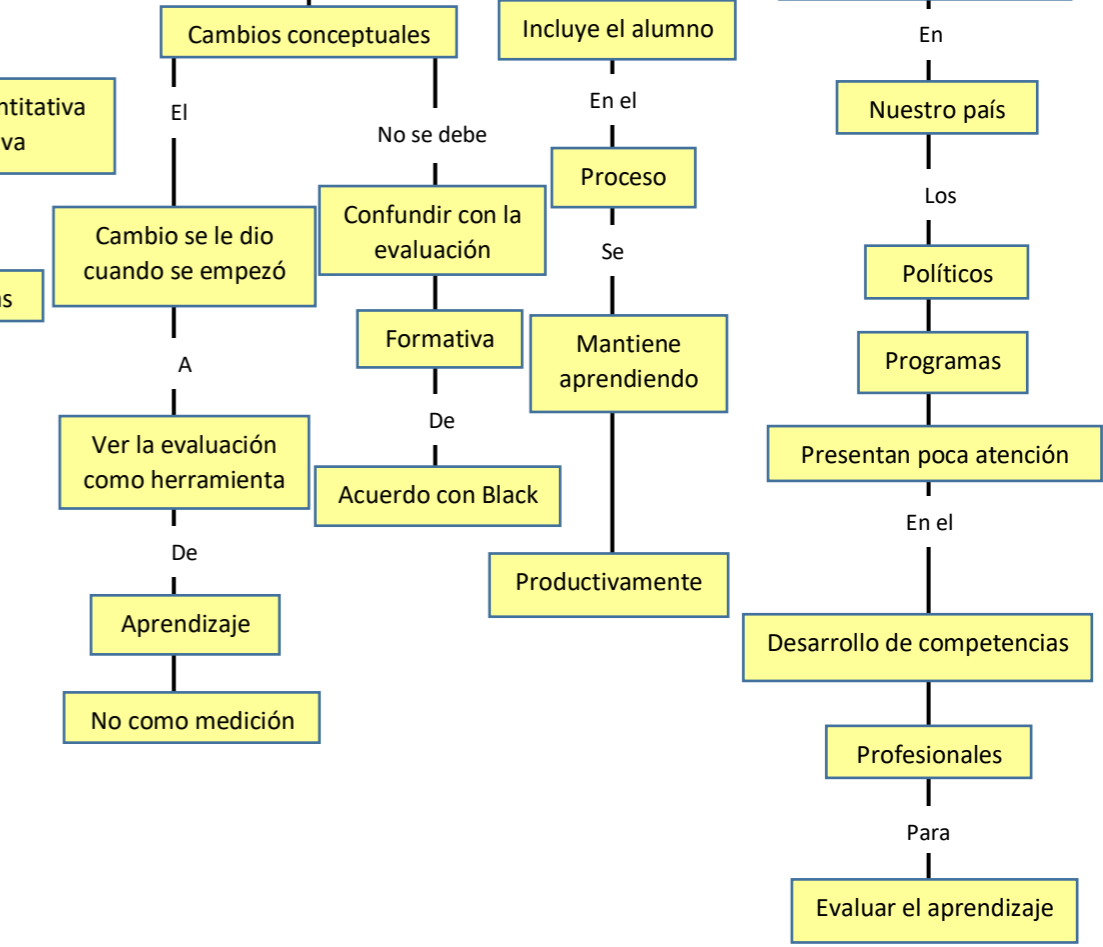 Cambios conceptuales
El
Cambio se le dio
cuando se empezó
A
Ver la evaluación
como herramienta
De
Aprendizaje
No como medición
No se debe
Confundir con la
evaluación
Formativa
De
Acuerdo con Black
Incluye el alumno
En el
Proceso
Se
Mantiene
aprendiendo
Productivamente
En
Nuestro país
Los
Políticos
Programas
Presentan poca atención
En el
Desarrollo de competencias
Profesionales
Para
Evaluar el aprendizaje